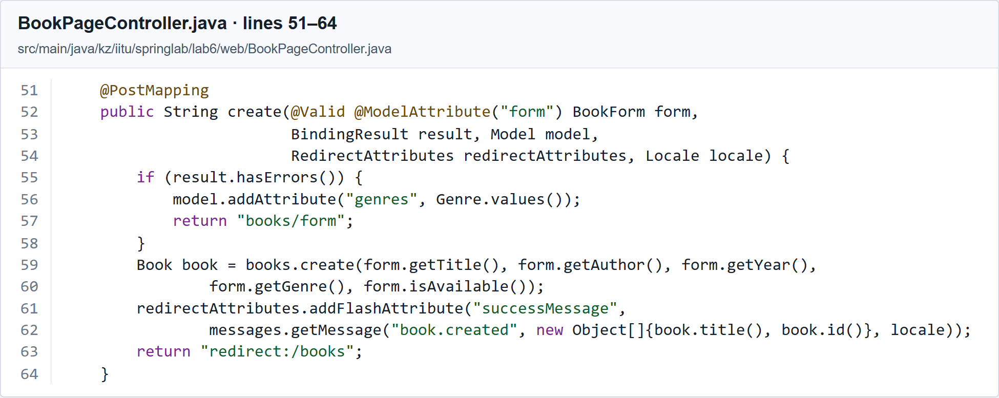 BookPageController.java · lines 51–64
src/main/java/kz/iitu/springlab/lab6/web/BookPageController.java
51    @PostMapping
52    public String create(@Valid @ModelAttribute("form") BookForm form,
53                         BindingResult result, Model model,
54                         RedirectAttributes redirectAttributes, Locale locale) {
55        if (result.hasErrors()) {
56            model.addAttribute("genres", Genre.values());
57            return "books/form";
58        }
59        Book book = books.create(form.getTitle(), form.getAuthor(), form.getYear(),
60                form.getGenre(), form.isAvailable());
61        redirectAttributes.addFlashAttribute("successMessage",
62                messages.getMessage("book.created", new Object[]{book.title(), book.id()}, locale));
63        return "redirect:/books";
64    }